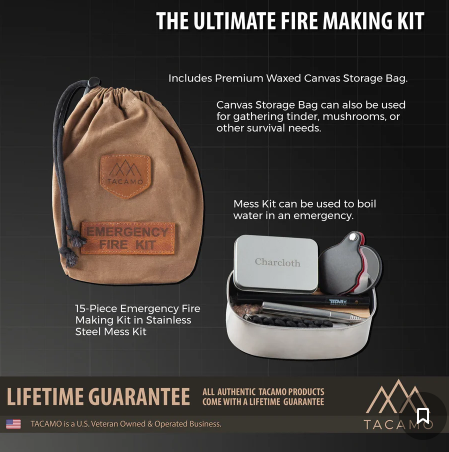 THE ULTIMATE FIRE MAKING KIT
Includes Premium Waxed Canvas Storage Bag.
Canvas Storage Bag can also be used
for gathering tinder, mushrooms, or
other survival needs.
TACAMO
EMERGENCY
FIRE KIT
Mess Kit can be used to boil
water in an emergency.
Charcloth
15-Piece Emergency Fire
Making Kit in Stainless
Steel Mess Kit
LIFETIME GUARANTEE
ALL AUTHENTIC TACAMO PRODUCTS
COME WITH A LIFETIME GUARANTEE
TACAMO is a U.S. Veteran Owned & Operated Business.
TACAMO